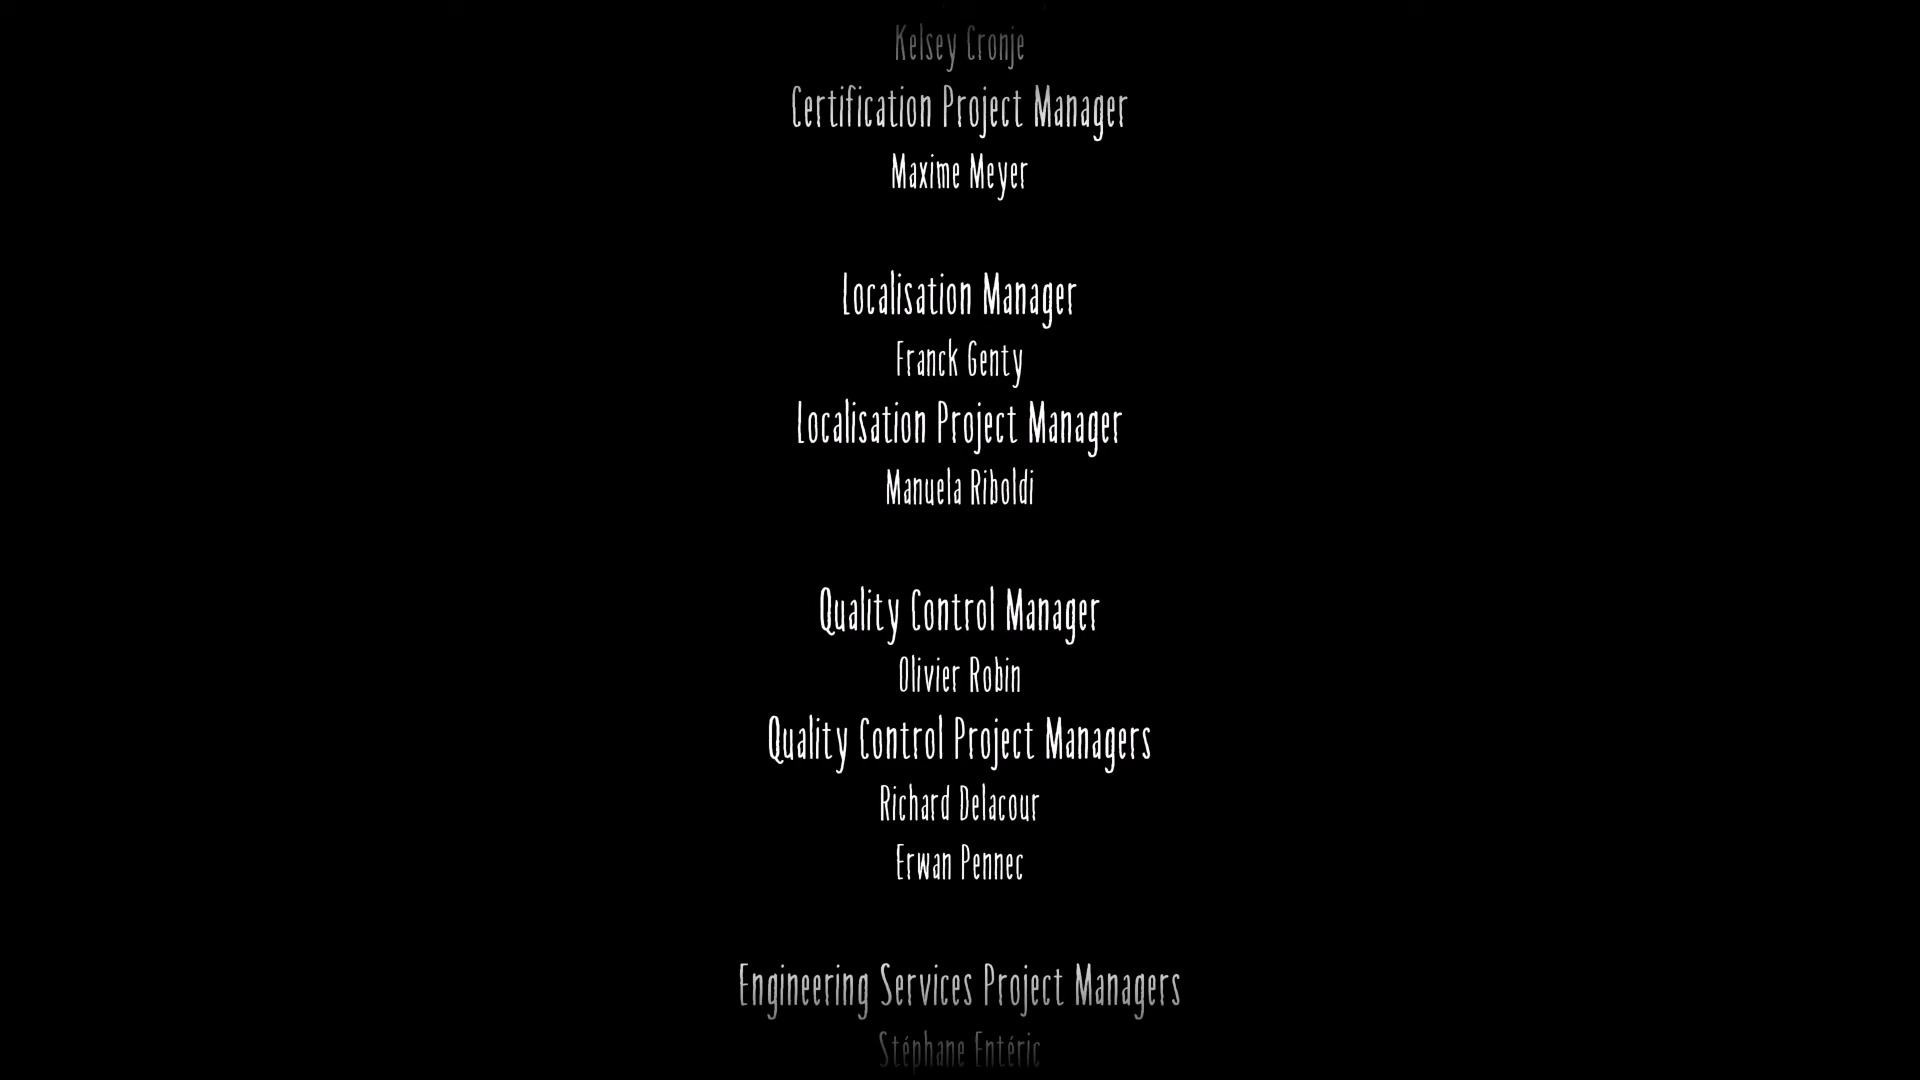 Kelsey Cronje
Certification Project Manager
Maxime Meyer
Localisation Manager
Franck Genty
Localisation Project Manager
Manuela Riboldi
Quality Control Manager
Olivier Robin
Quality Control Project Managers
Richard Delacour
Erwan Pennec
Engineering Services Project Managers
Stéphane Entéric